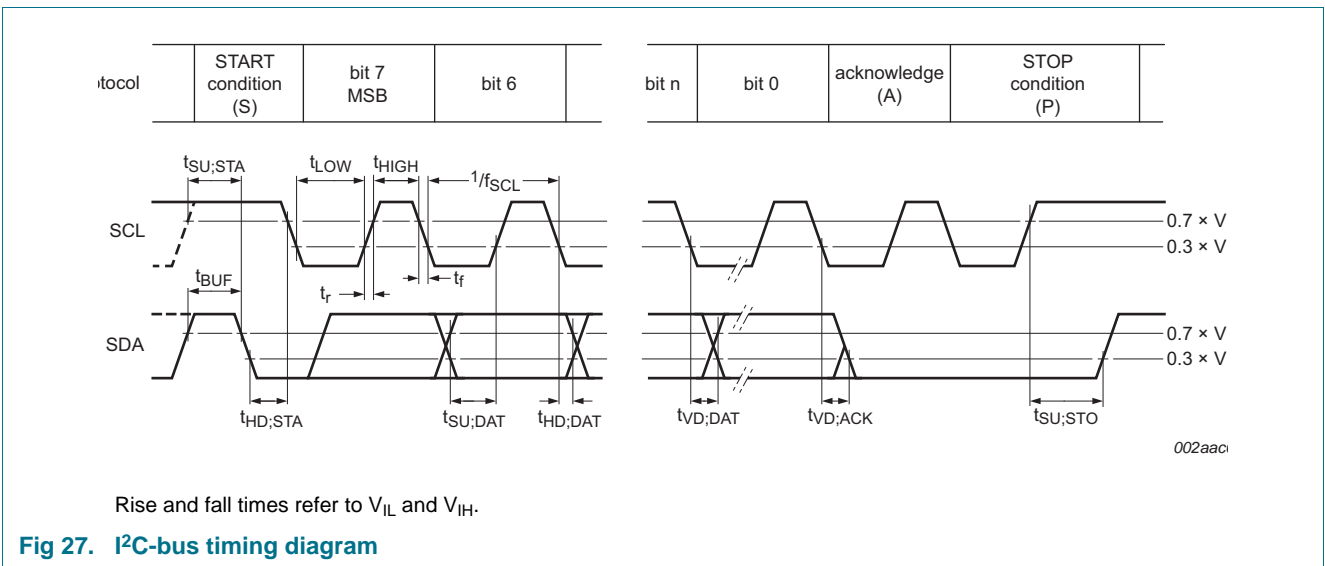 otocol
START
condition
(S)
bit 7
MSB
bit 6
bit n
bit 0
acknowledge
(A)
STOP
condition
(P)
tSU;STA
tLOW
tHIGH
1/fSCL
SCL
0.7 × V
0.3 × V
tBUF
tr
tf
SDA
0.7 × V
0.3 × V
tHD;STA
tSU;DAT
tHD;DAT
tVD;DAT
tVD;ACK
tSU;STO
002aac
Rise and fall times refer to VIL and VIH.
Fig 27. I²C-bus timing diagram